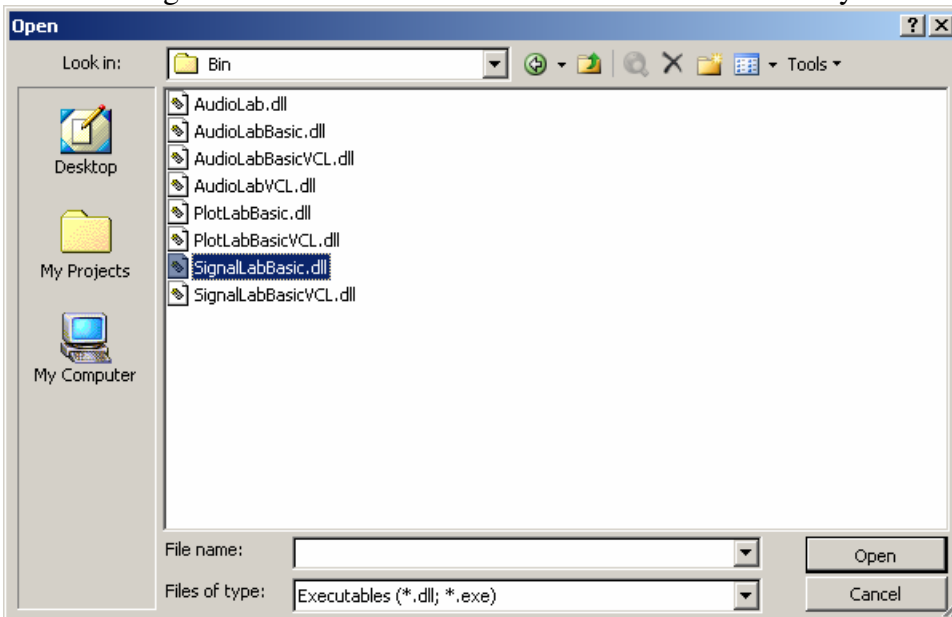 Open
Look in:
Bin
Tools
Desktop
My Projects
My Computer
AudioLab.dll
AudioLabBasic.dll
AudioLabBasicVCL.dll
AudioLabVCL.dll
PlotLabBasic.dll
PlotLabBasicVCL.dll
SignalLabBasic.dll
SignalLabBasicVCL.dll
File name:
Open
Files of type:
Executables (*.dll; *.exe)
Cancel